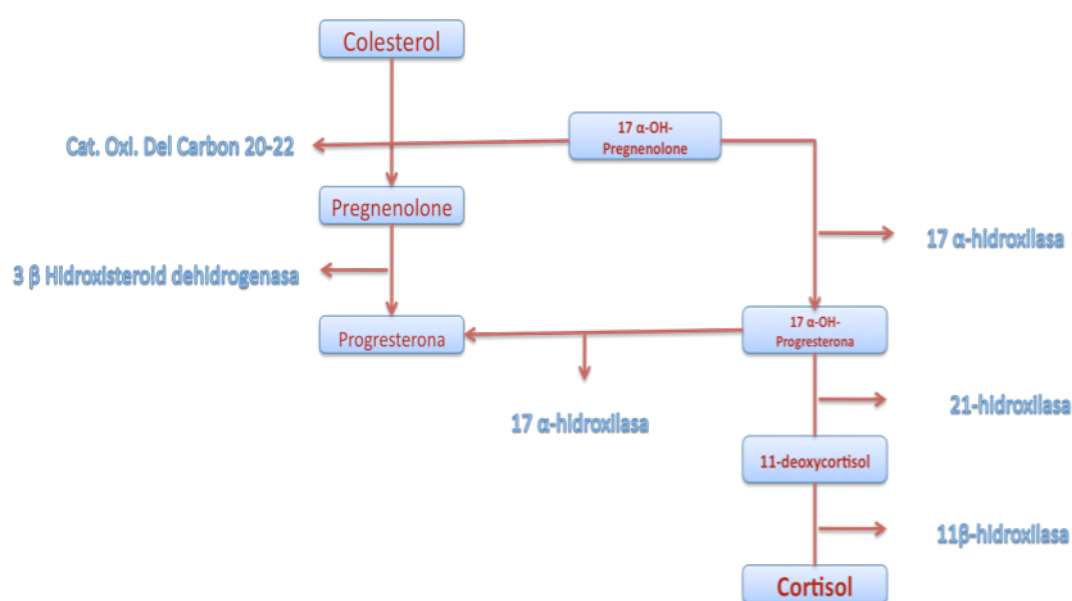 Colesterol
17 α-OH-
Pregnenolone
Cat. Oxi. Del Carbon 20-22
Pregnenolone
17 α-hidroxilasa
3 β Hidroxisteroid dehidrogenasa
17 α-OH-
Progresterona
Progresterona
21-hidroxilasa
17 α-hidroxilasa
11-deoxycortisol
11β-hidroxilasa
Cortisol